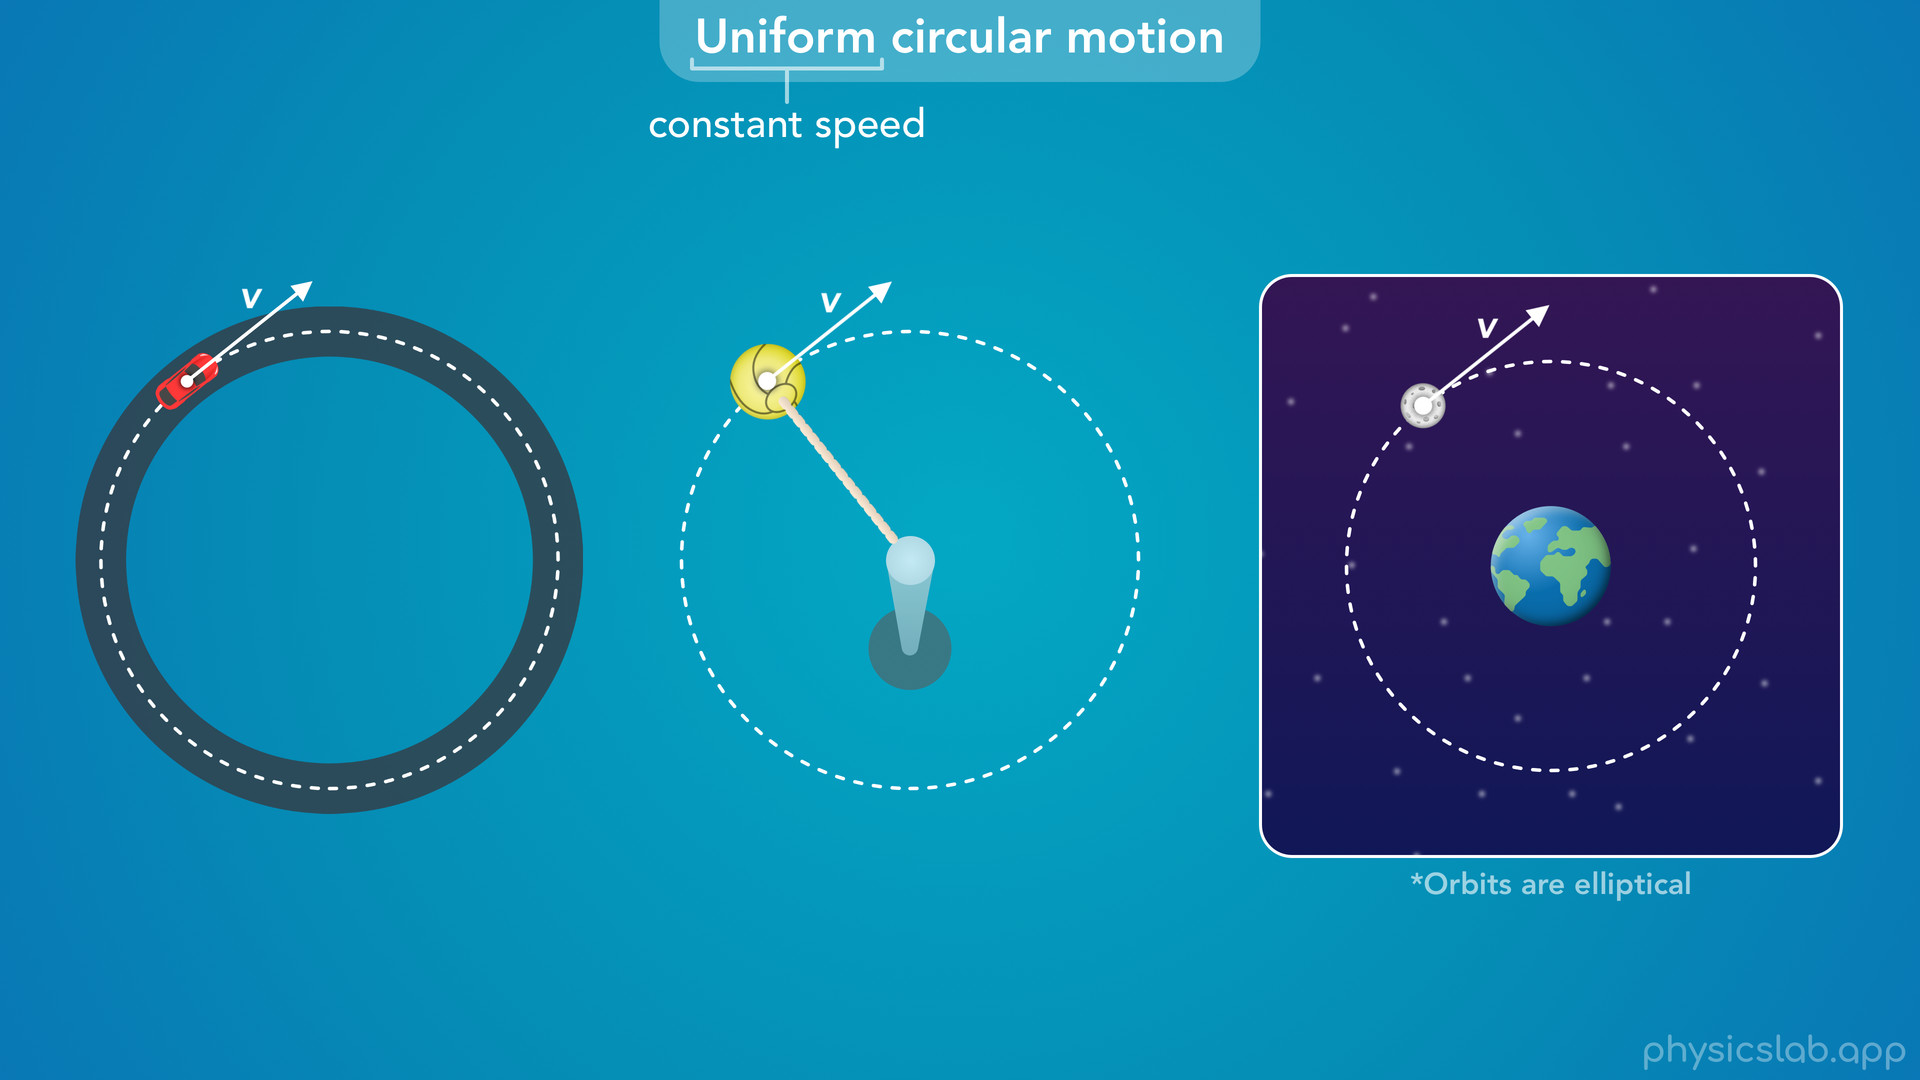 Uniform circular motion
constant speed
v
v
v
*Orbits are elliptical
physicslab.app